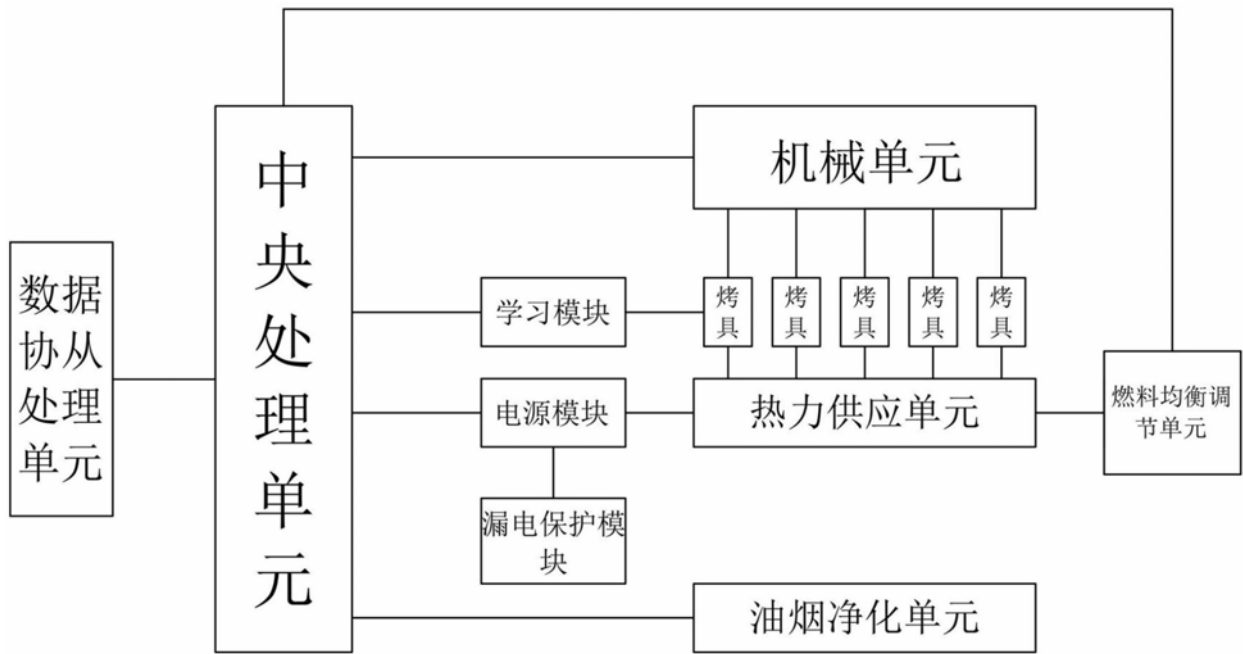 中
央
处
理
单
元
数据
协从
处理
单元
机械单元
学习模块
烤
具
烤
具
烤
具
烤
具
烤
具
电源模块
热力供应单元
燃料均衡调
节单元
漏电保护模
块
油烟净化单元